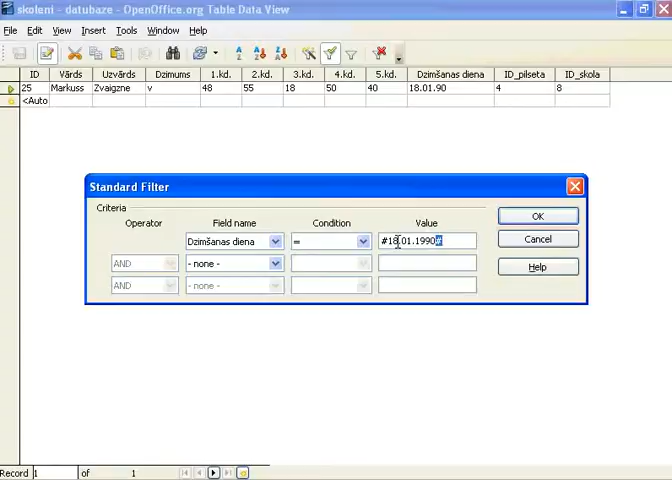 skoleni - datubaze - OpenOffice.org Table Data View
File Edit View Insert Tools Window Help
ID Vārds Uzvārds Dzimums 1.kd. 2.kd. 3.kd. 4.kd. 5.kd. Dzimšanas diena ID_pilseta ID_skola
25 Markuss Zvaigzne v 48 55 18 50 40 18.01.90 4 8
<Auto
Standard Filter
Criteria
Operator Field name Condition Value
Dzimšanas diena = #18.01.1990#
AND - none -
AND - none -
OK
Cancel
Help
Record 1 of 1